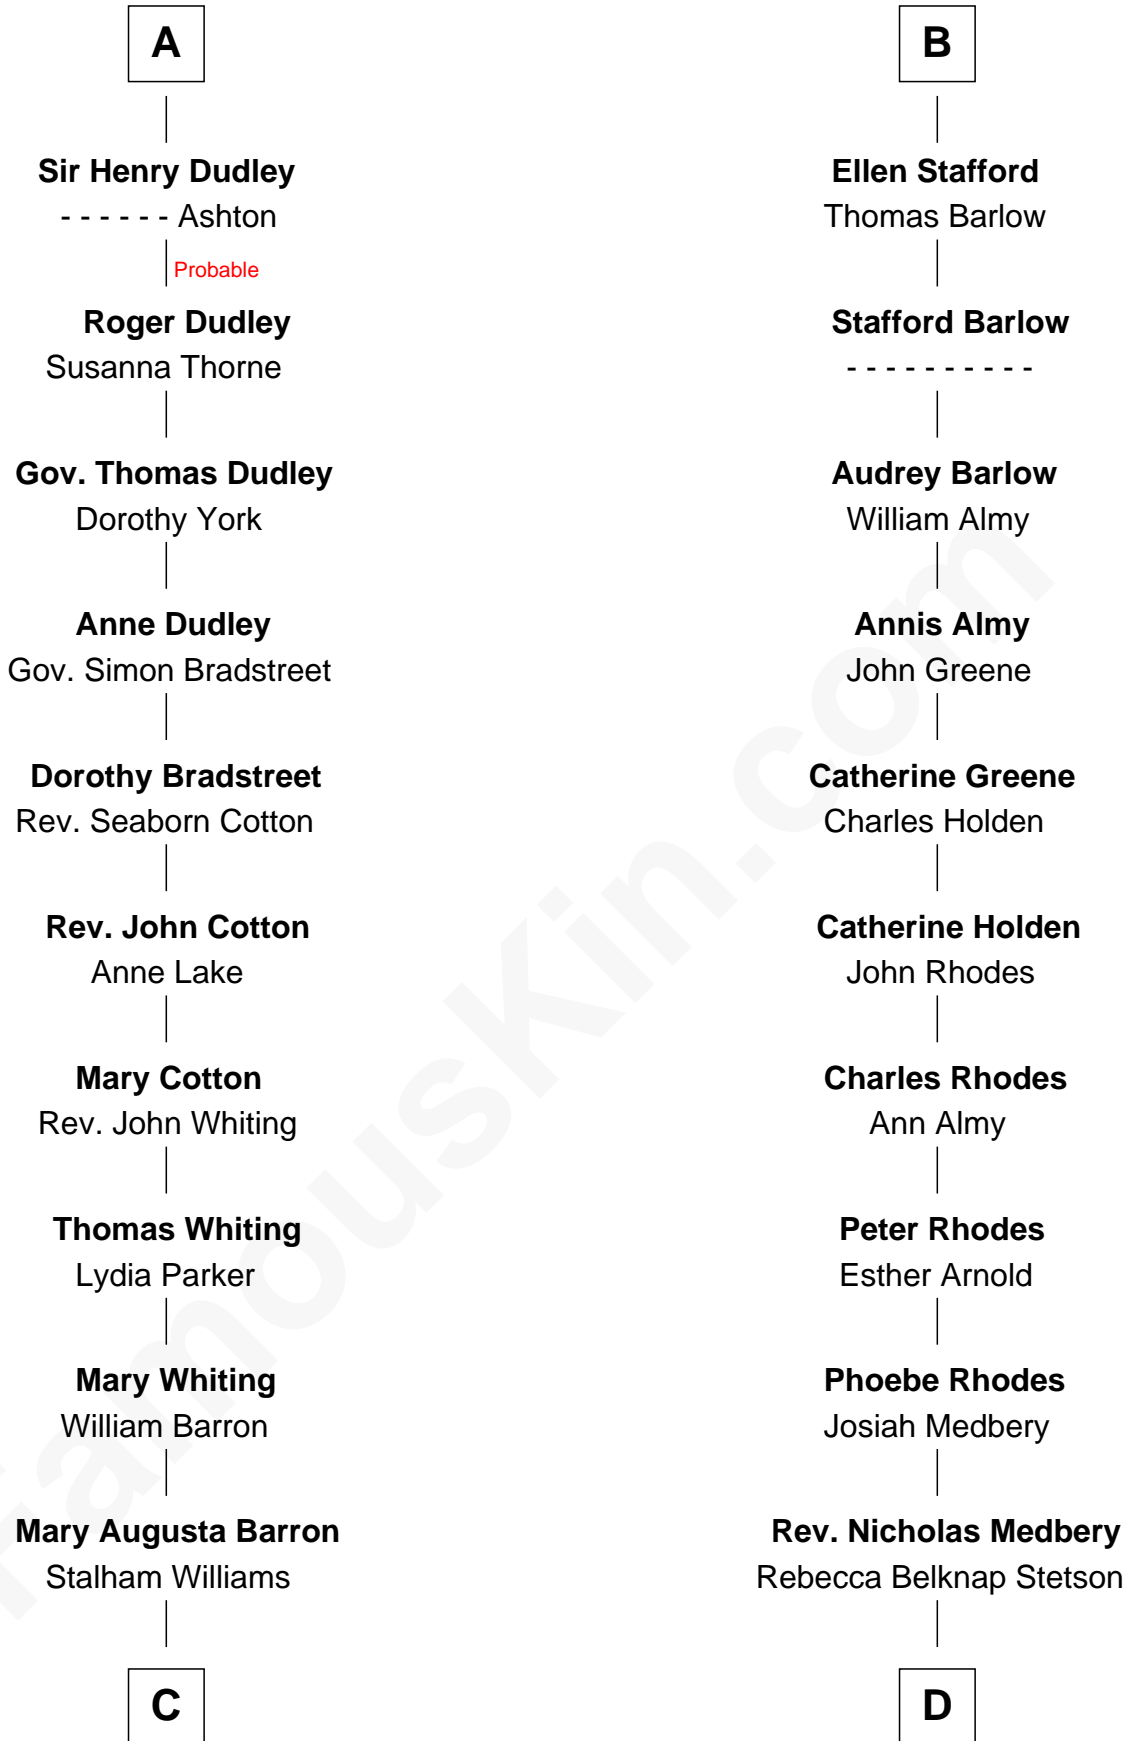 A
Sir Henry Dudley
- - - - - - Ashton
Probable
Roger Dudley
Susanna Thorne
Gov. Thomas Dudley
Dorothy York
Anne Dudley
Gov. Simon Bradstreet
Dorothy Bradstreet
Rev. Seaborn Cotton
Rev. John Cotton
Anne Lake
Mary Cotton
Rev. John Whiting
Thomas Whiting
Lydia Parker
Mary Whiting
William Barron
Mary Augusta Barron
Stalham Williams
C
B
Ellen Stafford
Thomas Barlow
Stafford Barlow
- - - - - - - - - -
Audrey Barlow
William Almy
Annis Almy
John Greene
Catherine Greene
Charles Holden
Catherine Holden
John Rhodes
Charles Rhodes
Ann Almy
Peter Rhodes
Esther Arnold
Phoebe Rhodes
Josiah Medbery
Rev. Nicholas Medbery
Rebecca Belknap Stetson
D
FamousKin.com